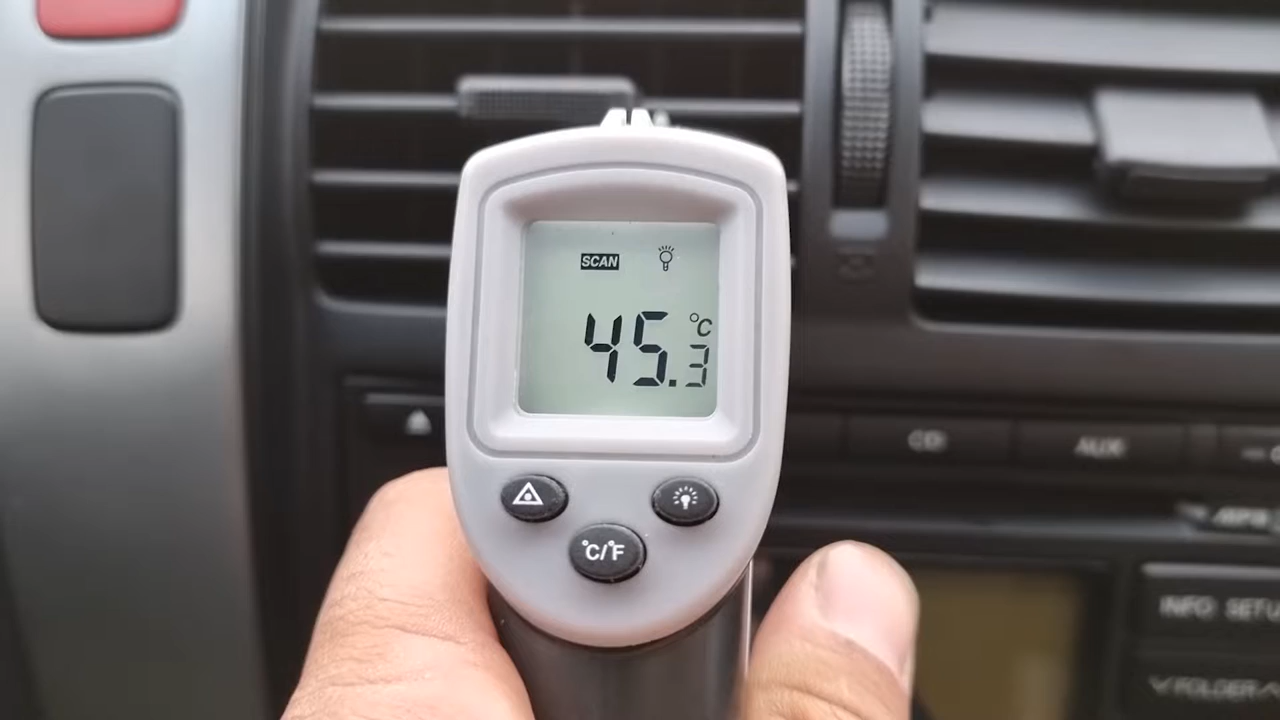 SCAN
°C
45.3
CD
AUX
°C/°F
INFO SETU
FOLDER